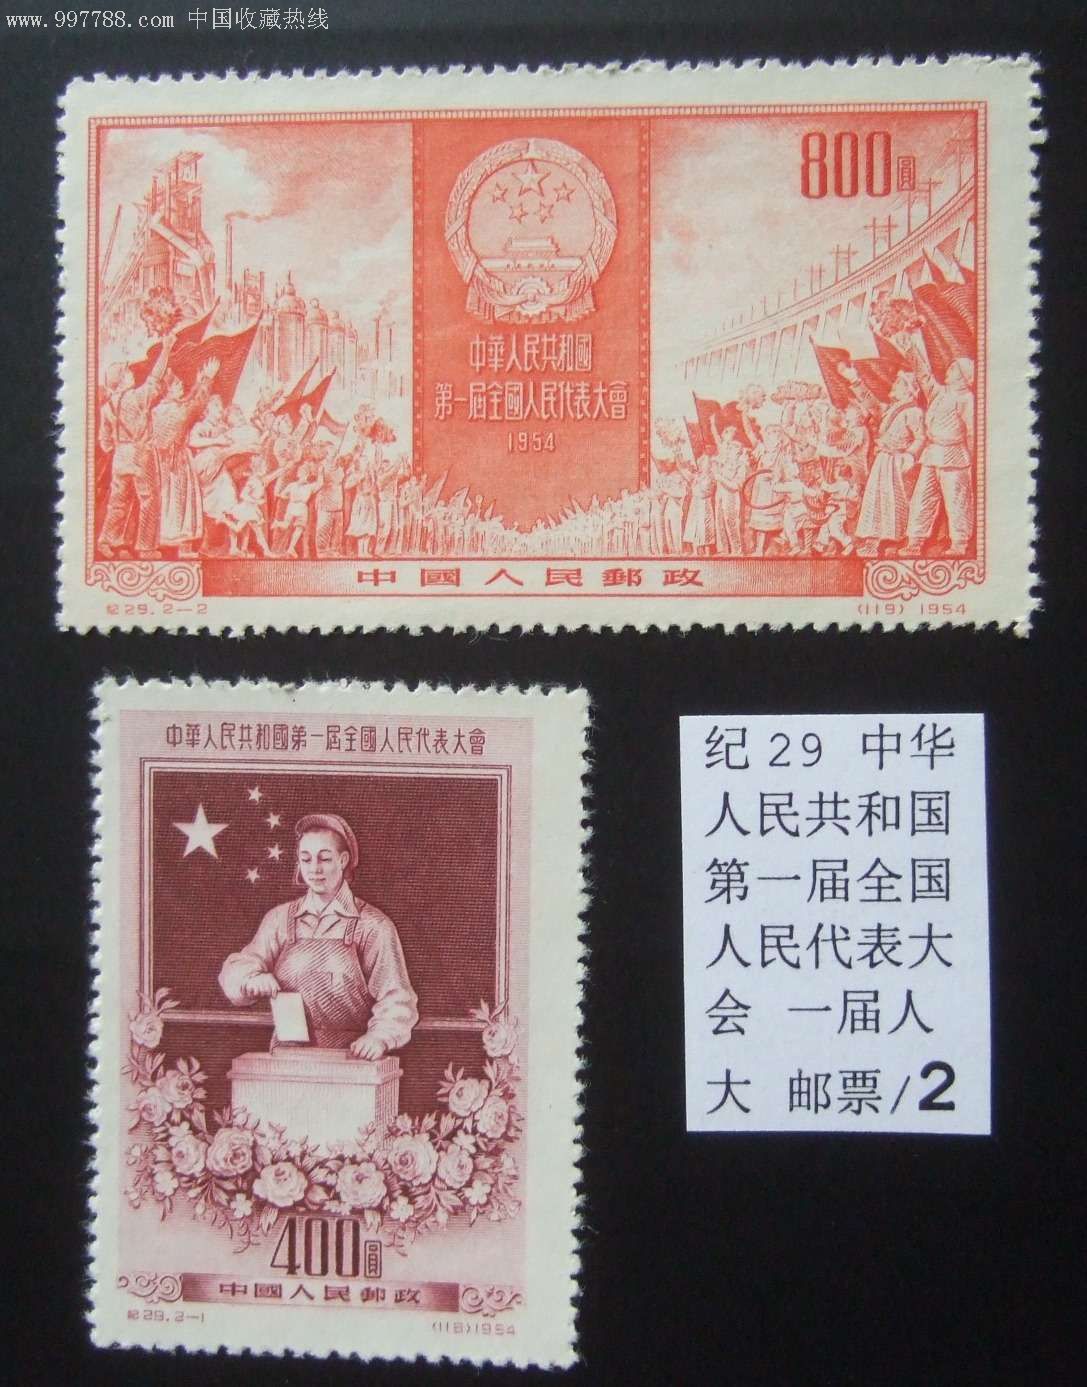 www.997788.com 中国收藏热线
800圆
中華人民共和國
第一届全國人民代表大會
1954
中國人民郵政
纪29.2-2
(119) 1954
中華人民共和國第一届全國人民代表大會
400圓
中國人民郵政
纪29.2-1
(118)1954
纪29 中华
人民共和国
第一届全国
人民代表大
会 一届人
大 邮票/2